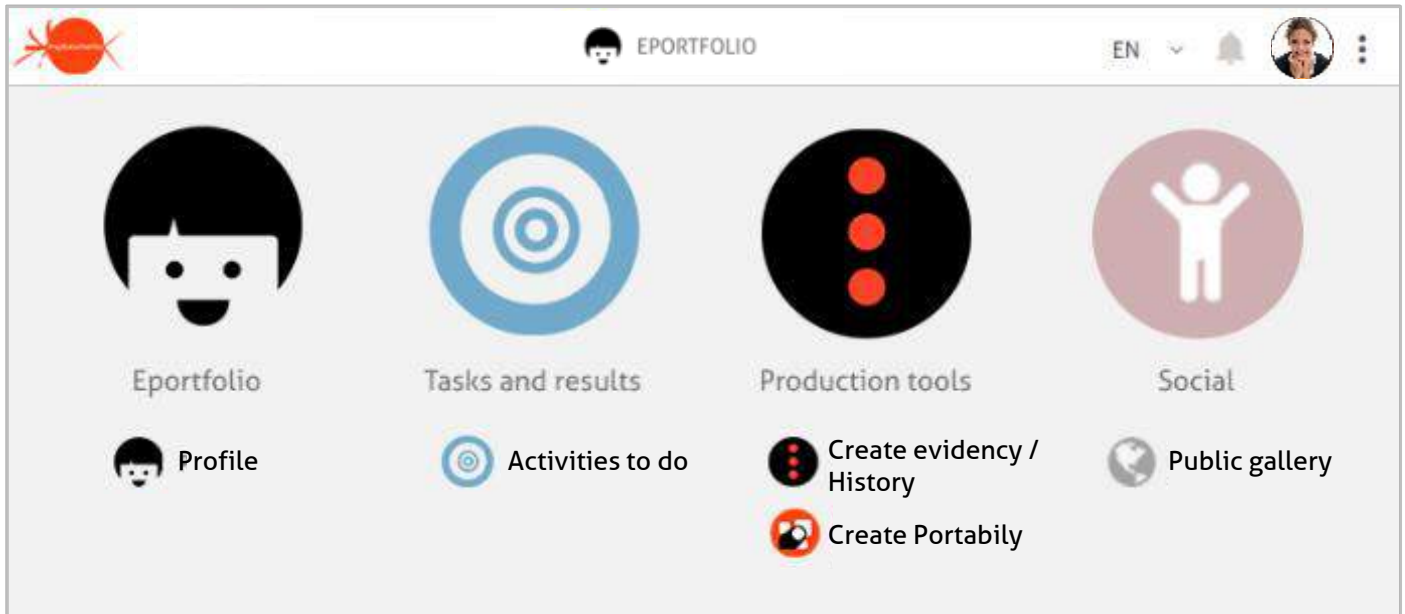 EPORTFOLIO
EN
Eportfolio
Tasks and results
Production tools
Social
Profile
Activities to do
Create evidency /
History
Public gallery
Create Portabily